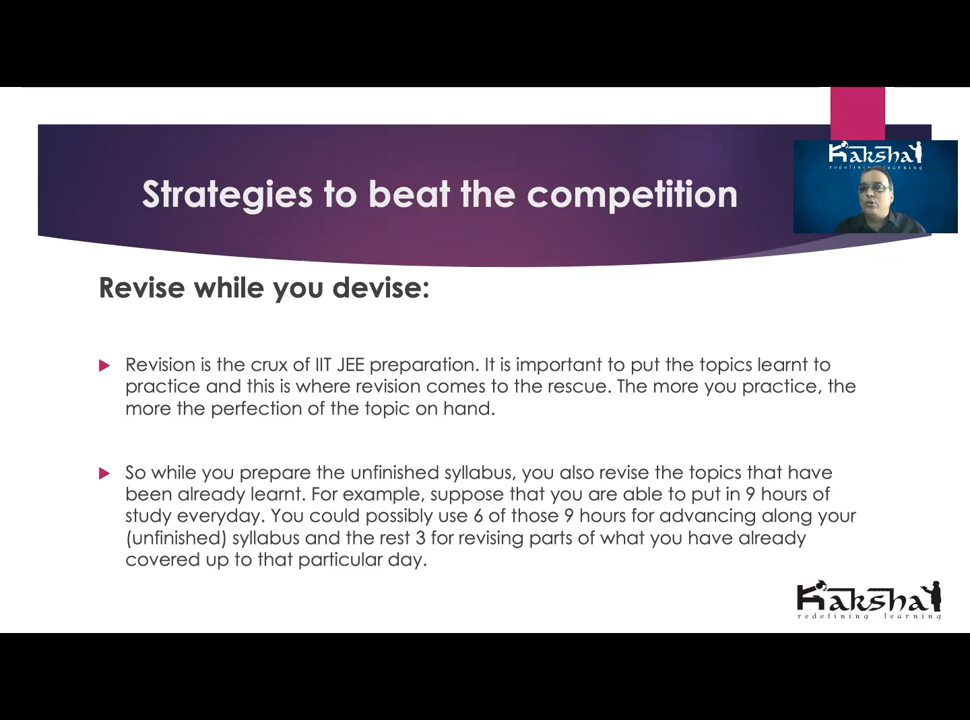 Kaksha
redefining learning
Strategies to beat the competition
Revise while you devise:
Revision is the crux of IIT JEE preparation. It is important to put the topics learnt to
practice and this is where revision comes to the rescue. The more you practice, the
more the perfection of the topic on hand.
So while you prepare the unfinished syllabus, you also revise the topics that have
been already learnt. For example, suppose that you are able to put in 9 hours of
study everyday. You could possibly use 6 of those 9 hours for advancing along your
(unfinished) syllabus and the rest 3 for revising parts of what you have already
covered up to that particular day.
Kaksha
redefining learning